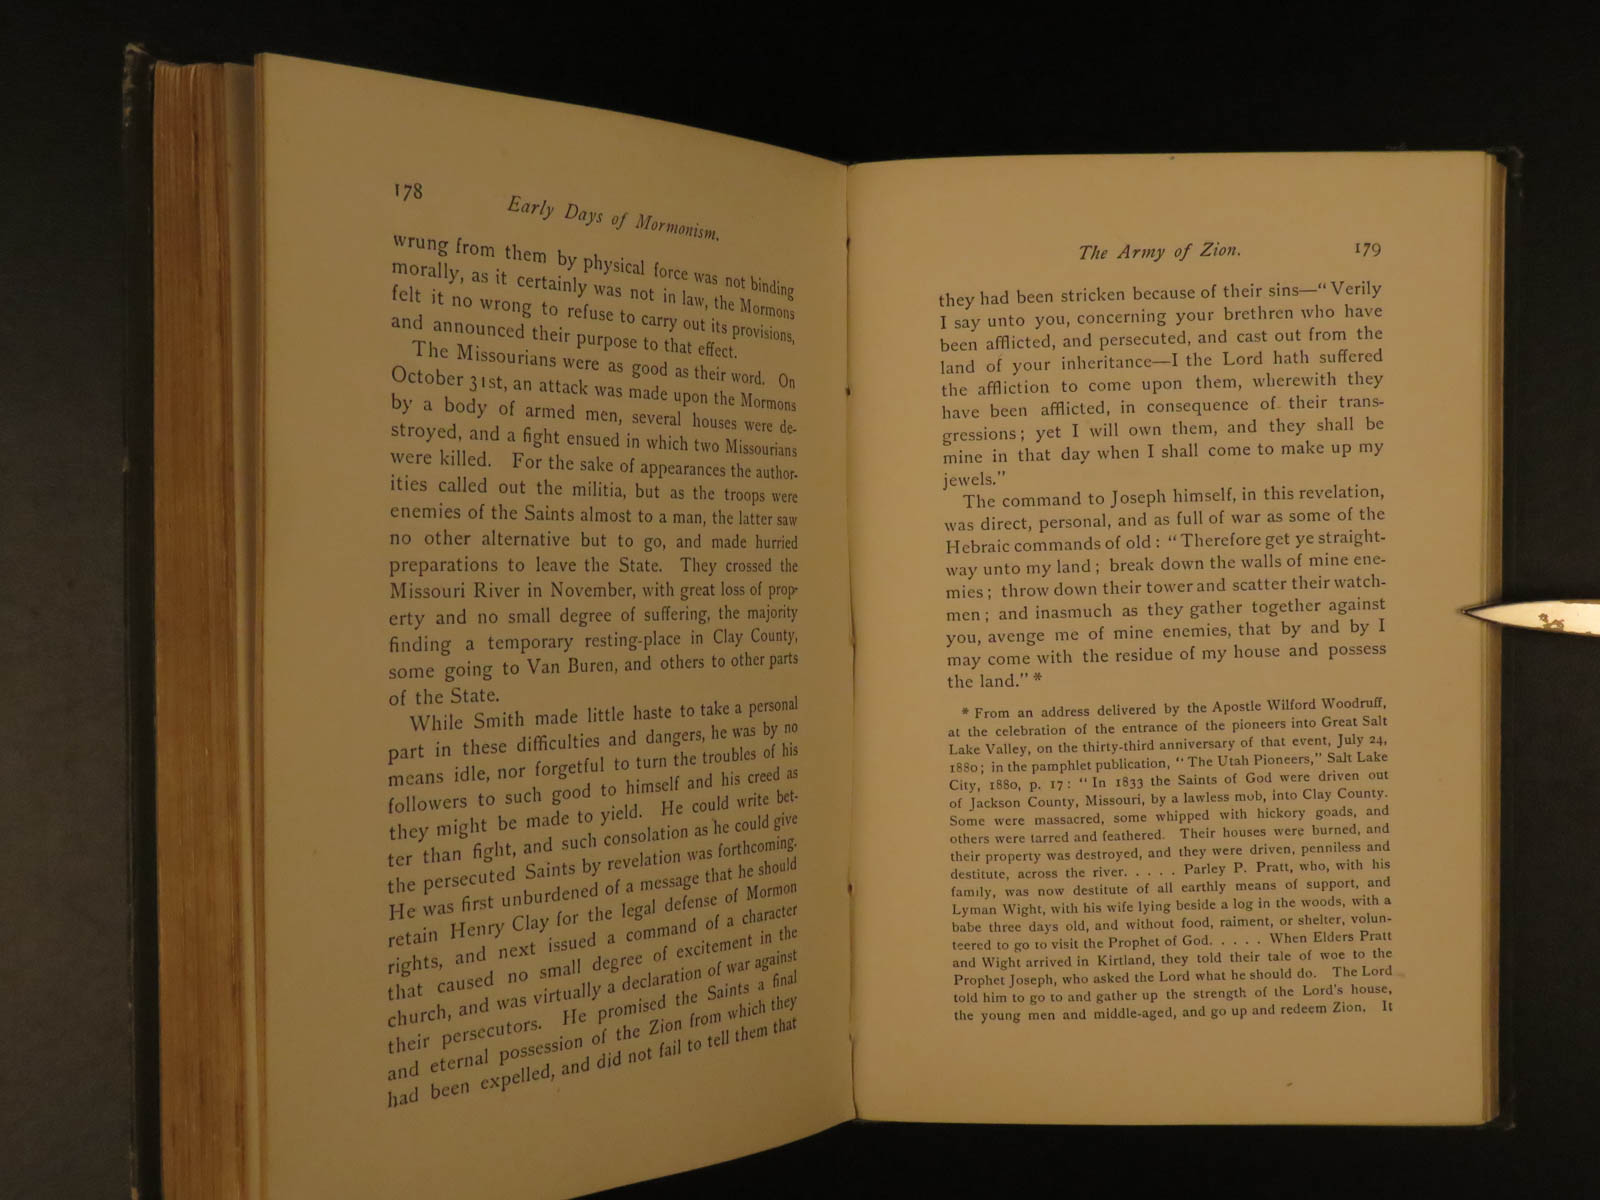 178
Early Days of Mormonism.
wrung from them by physical force was not binding
morally, as it certainly was not in law, the Mormons
felt it no wrong to refuse to carry out its provisions,
and announced their purpose to that effect.
The Missourians were as good as their word. On
October 31st, an attack was made upon the Mormons
by a body of armed men, several houses were de-
stroyed, and a fight ensued in which two Missourians
were killed. For the sake of appearances the author-
ities called out the militia, but as the troops were
enemies of the Saints almost to a man, the latter saw
no other alternative but to go, and made hurried
preparations to leave the State. They crossed the
Missouri River in November, with great loss of prop-
erty and no small degree of suffering, the majority
finding a temporary resting-place in Clay County,
some going to Van Buren, and others to other parts
of the State.
While Smith made little haste to take a personal
part in these difficulties and dangers, he was by no
means idle, nor forgetful to turn the troubles of his
followers to such good to himself and his creed as
they might be made to yield. He could write bet-
ter than fight, and such consolation as he could give
the persecuted Saints by revelation was forthcoming.
He was first unburdened of a message that he should
retain Henry Clay for the legal defense of Mormon
rights, and next issued a command of a character
that caused no small degree of excitement in the
church, and was virtually a declaration of war against
their persecutors. He promised the Saints a final
and eternal possession of the Zion from which they
had been expelled, and did not fail to tell them that
The Army of Zion.
179
they had been stricken because of their sins—“Verily
I say unto you, concerning your brethren who have
been afflicted, and persecuted, and cast out from the
land of your inheritance—I the Lord hath suffered
the affliction to come upon them, wherewith they
have been afflicted, in consequence of their trans-
gressions; yet I will own them, and they shall be
mine in that day when I shall come to make up my
jewels.”
The command to Joseph himself, in this revelation,
was direct, personal, and as full of war as some of the
Hebraic commands of old: “Therefore get ye straight-
way unto my land; break down the walls of mine ene-
mies; throw down their tower and scatter their watch-
men; and inasmuch as they gather together against
you, avenge me of mine enemies, that by and by I
may come with the residue of my house and possess
the land.” *
* From an address delivered by the Apostle Wilford Woodruff,
at the celebration of the entrance of the pioneers into Great Salt
Lake Valley, on the thirty-third anniversary of that event, July 24,
1880; in the pamphlet publication, “The Utah Pioneers,” Salt Lake
City, 1880, p. 17: “In 1833 the Saints of God were driven out
of Jackson County, Missouri, by a lawless mob, into Clay County.
Some were massacred, some whipped with hickory goads, and
others were tarred and feathered. Their houses were burned, and
their property was destroyed, and they were driven, penniless and
destitute, across the river. . . . . Parley P. Pratt, who, with his
family, was now destitute of all earthly means of support, and
Lyman Wight, with his wife lying beside a log in the woods, with a
babe three days old, and without food, raiment, or shelter, volun-
teered to go to visit the Prophet of God. . . . . When Elders Pratt
and Wight arrived in Kirtland, they told their tale of woe to the
Prophet Joseph, who asked the Lord what he should do. The Lord
told him to go to and gather up the strength of the Lord's house,
the young men and middle-aged, and go up and redeem Zion. It